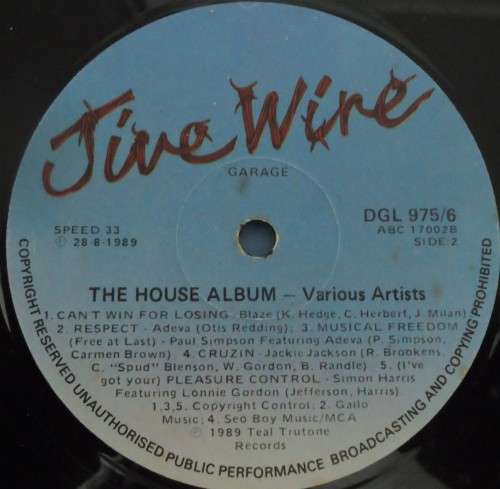 Jive Wire
GARAGE
SPEED 33
℗ 28·8·1989
DGL 975/6
ABC 17002B
SIDE 2
THE HOUSE ALBUM – Various Artists
1. CAN T WIN FOR LOSING - Blaze (K. Hedge, C. Herbert, J. Milan)
2. RESPECT - Adeva (Otis Redding); 3. MUSICAL FREEDOM
(Free at Last) - Paul Simpson Featuring Adeva (P. Simpson,
Carmen Brown) 4. CRUZIN - Jackie Jackson (R. Brookens,
C. "Spud" Blenson, W. Gordon, B. Randle) 5. (I've
got your) PLEASURE CONTROL - Simon Harris
Featuring Lonnie Gordon (Jefferson, Harris)
1,3,5. Copyright Control; 2. Gallo
Music; 4. Seo Boy Music/MCA
℗ 1989 Teal Trutone
Records
COPYRIGHT RESERVED UNAUTHORISED PUBLIC PERFORMANCE BROADCASTING AND COPYING PROHIBITED